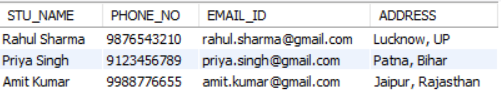 STU_NAME PHONE_NO EMAIL_ID ADDRESS
Rahul Sharma 9876543210 rahul.sharma@gmail.com Lucknow, UP
Priya Singh 9123456789 priya.singh@gmail.com Patna, Bihar
Amit Kumar 9988776655 amit.kumar@gmail.com Jaipur, Rajasthan